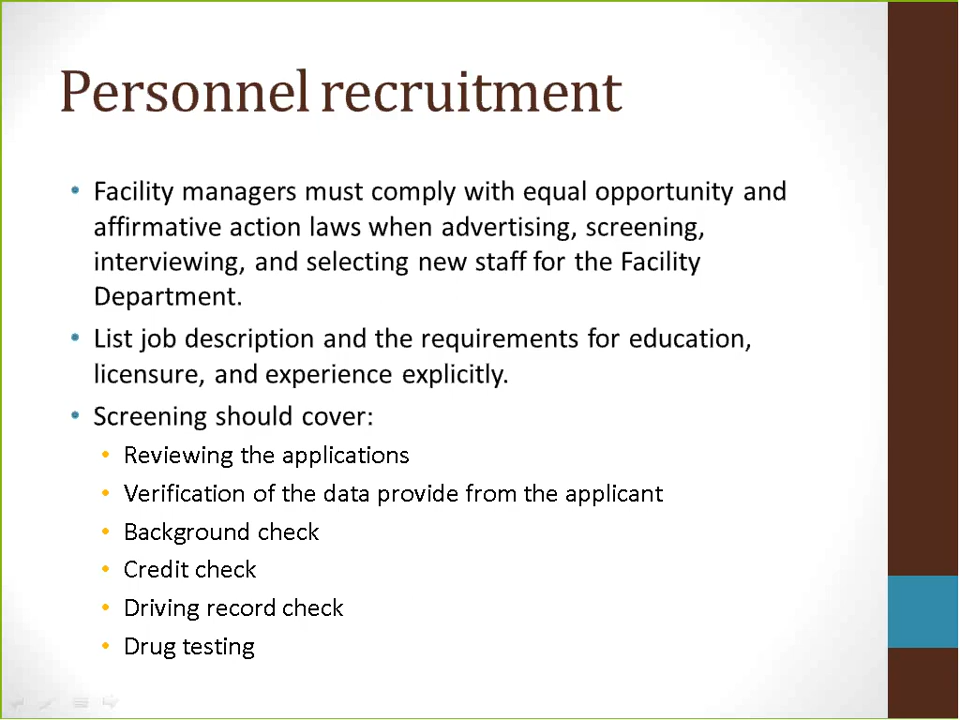 Personnel recruitment
• Facility managers must comply with equal opportunity and
affirmative action laws when advertising, screening,
interviewing, and selecting new staff for the Facility
Department.
• List job description and the requirements for education,
licensure, and experience explicitly.
• Screening should cover:
• Reviewing the applications
• Verification of the data provide from the applicant
• Background check
• Credit check
• Driving record check
• Drug testing